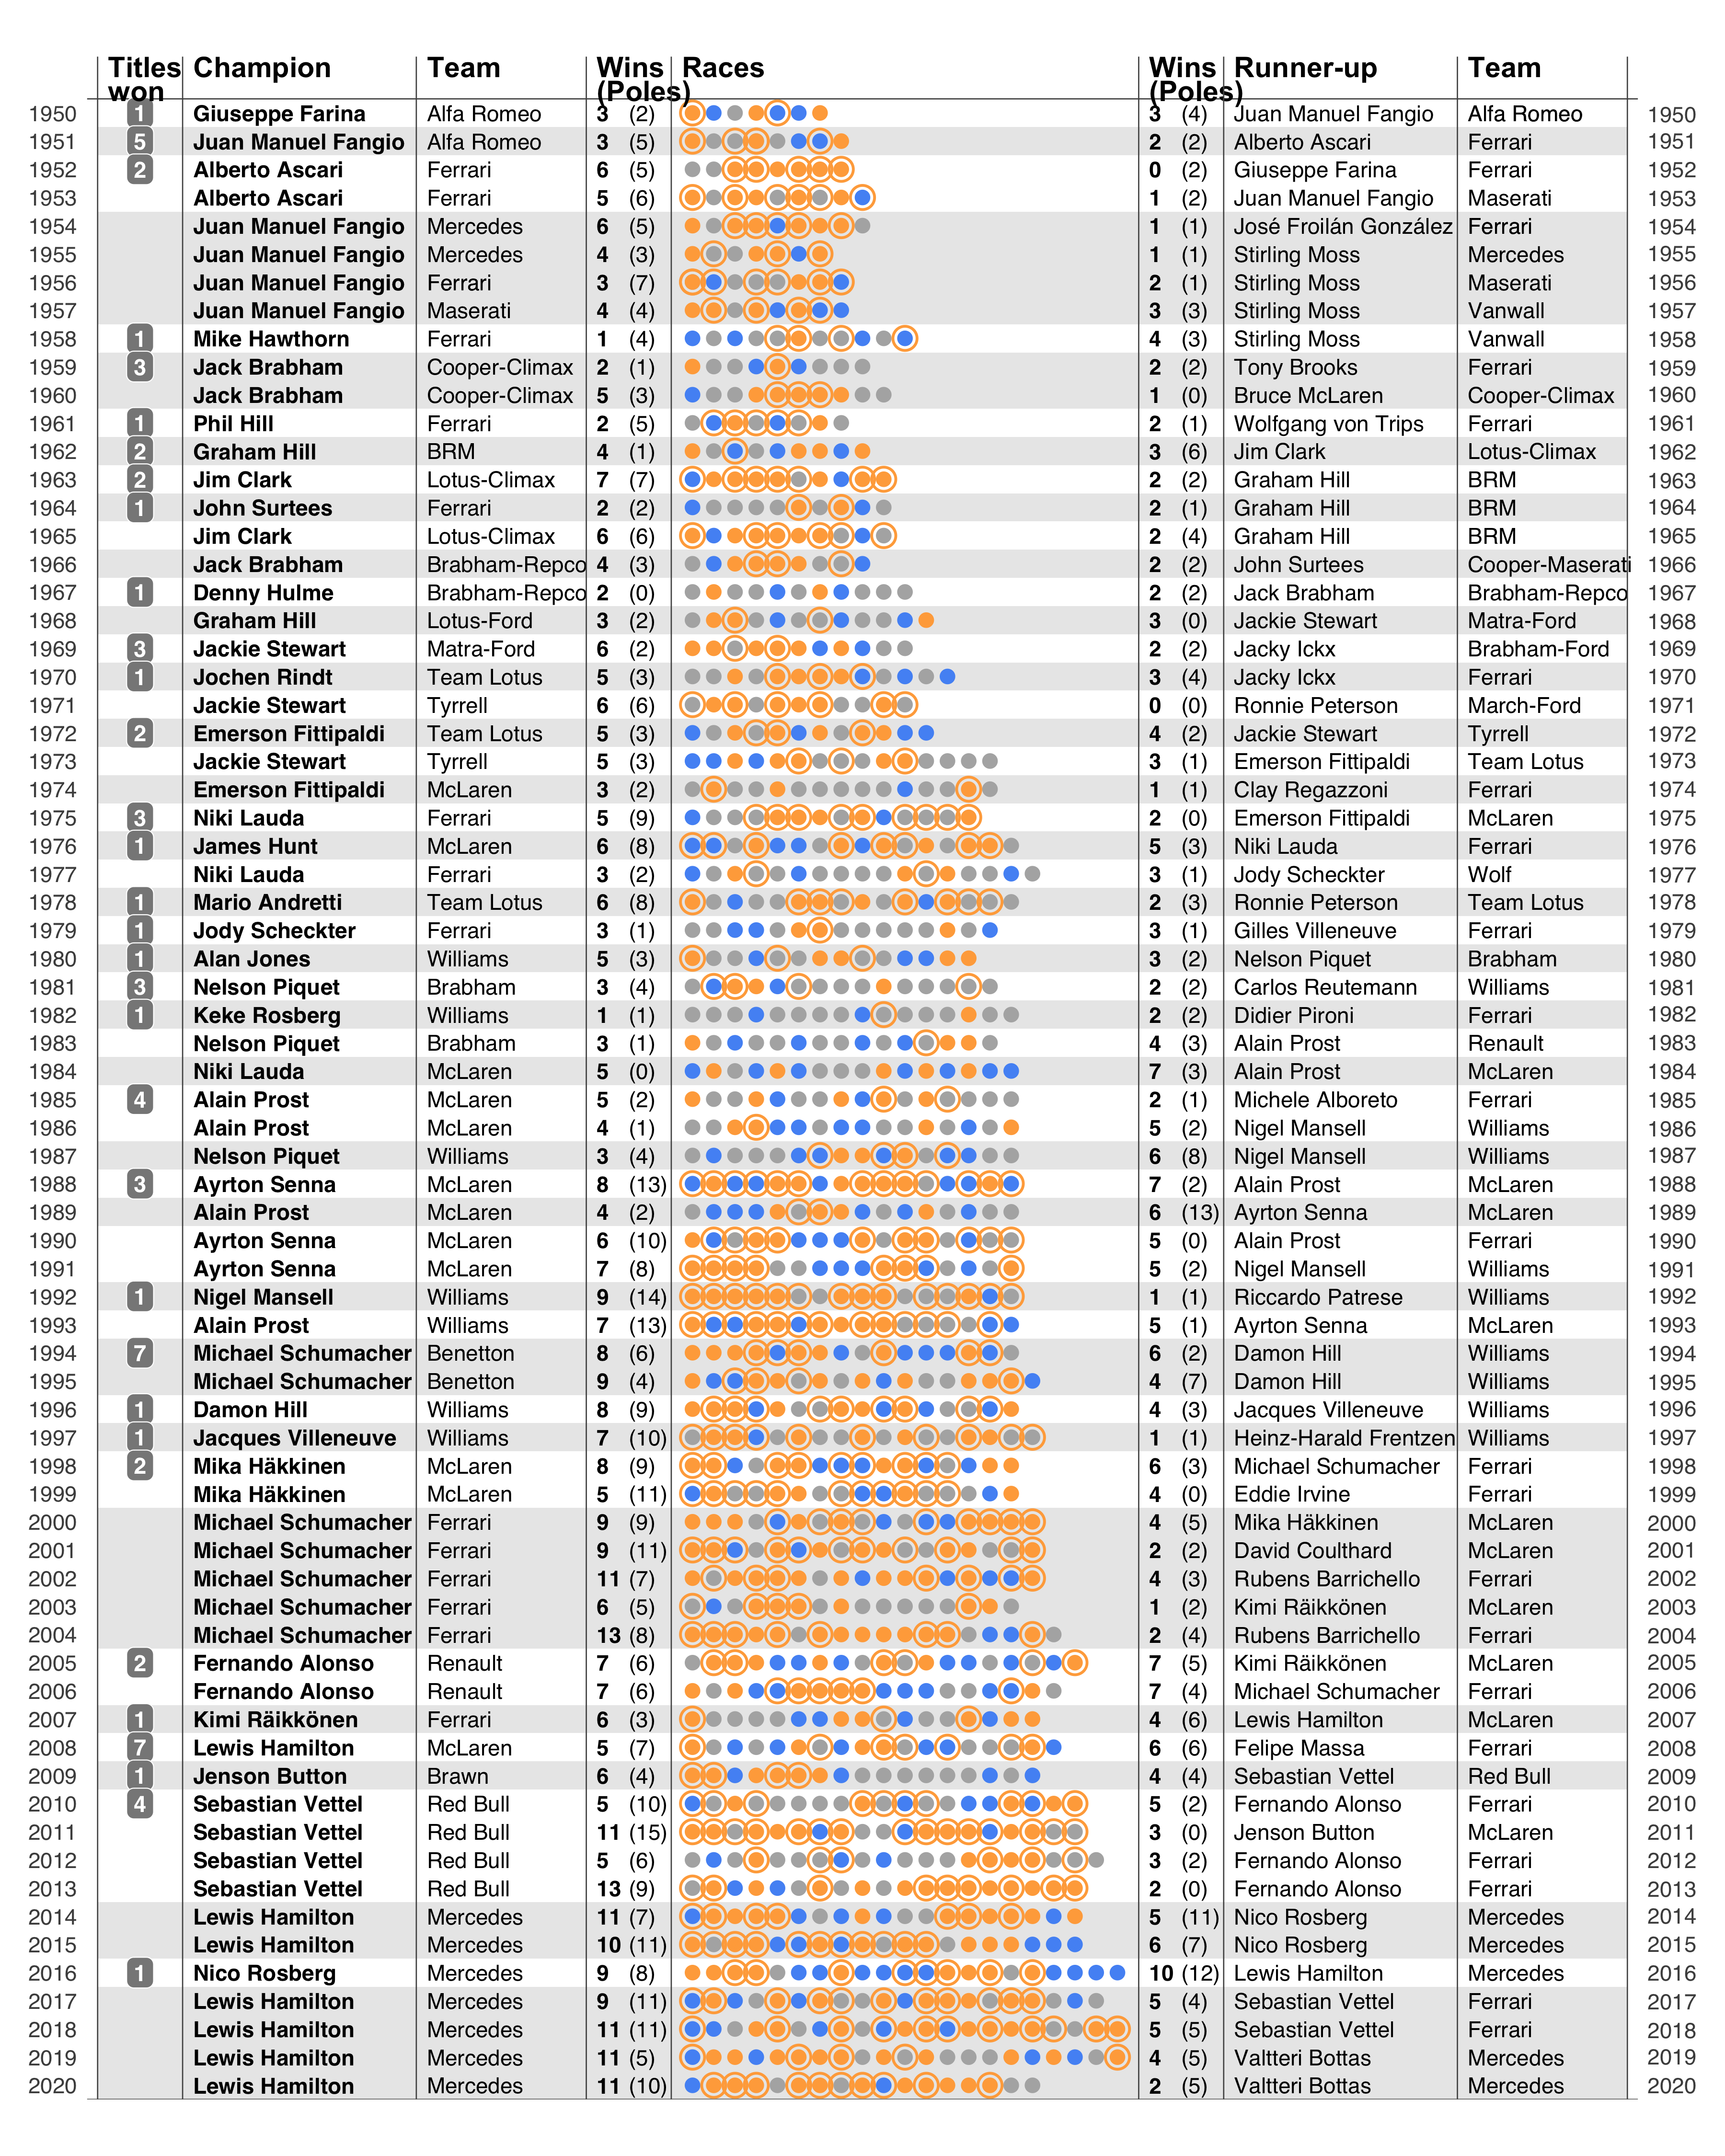 Titles won Champion Team Wins (Poles) Races Wins (Poles) Runner-up Team
1950 1 Giuseppe Farina Alfa Romeo 3 (2) 3 (4) Juan Manuel Fangio Alfa Romeo 1950
1951 5 Juan Manuel Fangio Alfa Romeo 3 (5) 2 (2) Alberto Ascari Ferrari 1951
1952 2 Alberto Ascari Ferrari 6 (5) 0 (2) Giuseppe Farina Ferrari 1952
1953 Alberto Ascari Ferrari 5 (6) 1 (2) Juan Manuel Fangio Maserati 1953
1954 Juan Manuel Fangio Mercedes 6 (5) 1 (1) José Froilán González Ferrari 1954
1955 Juan Manuel Fangio Mercedes 4 (3) 1 (1) Stirling Moss Mercedes 1955
1956 Juan Manuel Fangio Ferrari 3 (7) 2 (1) Stirling Moss Maserati 1956
1957 Juan Manuel Fangio Maserati 4 (4) 3 (3) Stirling Moss Vanwall 1957
1958 1 Mike Hawthorn Ferrari 1 (4) 4 (3) Stirling Moss Vanwall 1958
1959 3 Jack Brabham Cooper-Climax 2 (1) 2 (2) Tony Brooks Ferrari 1959
1960 Jack Brabham Cooper-Climax 5 (3) 1 (0) Bruce McLaren Cooper-Climax 1960
1961 1 Phil Hill Ferrari 2 (5) 2 (1) Wolfgang von Trips Ferrari 1961
1962 2 Graham Hill BRM 4 (1) 3 (6) Jim Clark Lotus-Climax 1962
1963 2 Jim Clark Lotus-Climax 7 (7) 2 (2) Graham Hill BRM 1963
1964 1 John Surtees Ferrari 2 (2) 2 (1) Graham Hill BRM 1964
1965 Jim Clark Lotus-Climax 6 (6) 2 (4) Graham Hill BRM 1965
1966 Jack Brabham Brabham-Repco 4 (3) 2 (2) John Surtees Cooper-Maserati 1966
1967 1 Denny Hulme Brabham-Repco 2 (0) 2 (2) Jack Brabham Brabham-Repco 1967
1968 Graham Hill Lotus-Ford 3 (2) 3 (0) Jackie Stewart Matra-Ford 1968
1969 3 Jackie Stewart Matra-Ford 6 (2) 2 (2) Jacky Ickx Brabham-Ford 1969
1970 1 Jochen Rindt Team Lotus 5 (3) 3 (4) Jacky Ickx Ferrari 1970
1971 Jackie Stewart Tyrrell 6 (6) 0 (0) Ronnie Peterson March-Ford 1971
1972 2 Emerson Fittipaldi Team Lotus 5 (3) 4 (2) Jackie Stewart Tyrrell 1972
1973 Jackie Stewart Tyrrell 5 (3) 3 (1) Emerson Fittipaldi Team Lotus 1973
1974 Emerson Fittipaldi McLaren 3 (2) 1 (1) Clay Regazzoni Ferrari 1974
1975 3 Niki Lauda Ferrari 5 (9) 2 (0) Emerson Fittipaldi McLaren 1975
1976 1 James Hunt McLaren 6 (8) 5 (3) Niki Lauda Ferrari 1976
1977 Niki Lauda Ferrari 3 (2) 3 (1) Jody Scheckter Wolf 1977
1978 1 Mario Andretti Team Lotus 6 (8) 2 (3) Ronnie Peterson Team Lotus 1978
1979 1 Jody Scheckter Ferrari 3 (1) 3 (1) Gilles Villeneuve Ferrari 1979
1980 1 Alan Jones Williams 5 (3) 3 (2) Nelson Piquet Brabham 1980
1981 3 Nelson Piquet Brabham 3 (4) 2 (2) Carlos Reutemann Williams 1981
1982 1 Keke Rosberg Williams 1 (1) 2 (2) Didier Pironi Ferrari 1982
1983 Nelson Piquet Brabham 3 (1) 4 (3) Alain Prost Renault 1983
1984 Niki Lauda McLaren 5 (0) 7 (3) Alain Prost McLaren 1984
1985 4 Alain Prost McLaren 5 (2) 2 (1) Michele Alboreto Ferrari 1985
1986 Alain Prost McLaren 4 (1) 5 (2) Nigel Mansell Williams 1986
1987 Nelson Piquet Williams 3 (4) 6 (8) Nigel Mansell Williams 1987
1988 3 Ayrton Senna McLaren 8 (13) 7 (2) Alain Prost McLaren 1988
1989 Alain Prost McLaren 4 (2) 6 (13) Ayrton Senna McLaren 1989
1990 Ayrton Senna McLaren 6 (10) 5 (0) Alain Prost Ferrari 1990
1991 Ayrton Senna McLaren 7 (8) 5 (2) Nigel Mansell Williams 1991
1992 1 Nigel Mansell Williams 9 (14) 1 (1) Riccardo Patrese Williams 1992
1993 Alain Prost Williams 7 (13) 5 (1) Ayrton Senna McLaren 1993
1994 7 Michael Schumacher Benetton 8 (6) 6 (2) Damon Hill Williams 1994
1995 Michael Schumacher Benetton 9 (4) 4 (7) Damon Hill Williams 1995
1996 1 Damon Hill Williams 8 (9) 4 (3) Jacques Villeneuve Williams 1996
1997 1 Jacques Villeneuve Williams 7 (10) 1 (1) Heinz-Harald Frentzen Williams 1997
1998 2 Mika Häkkinen McLaren 8 (9) 6 (3) Michael Schumacher Ferrari 1998
1999 Mika Häkkinen McLaren 5 (11) 4 (0) Eddie Irvine Ferrari 1999
2000 Michael Schumacher Ferrari 9 (9) 4 (5) Mika Häkkinen McLaren 2000
2001 Michael Schumacher Ferrari 9 (11) 2 (2) David Coulthard McLaren 2001
2002 Michael Schumacher Ferrari 11 (7) 4 (3) Rubens Barrichello Ferrari 2002
2003 Michael Schumacher Ferrari 6 (5) 1 (2) Kimi Räikkönen McLaren 2003
2004 Michael Schumacher Ferrari 13 (8) 2 (4) Rubens Barrichello Ferrari 2004
2005 2 Fernando Alonso Renault 7 (6) 7 (5) Kimi Räikkönen McLaren 2005
2006 Fernando Alonso Renault 7 (6) 7 (4) Michael Schumacher Ferrari 2006
2007 1 Kimi Räikkönen Ferrari 6 (3) 4 (6) Lewis Hamilton McLaren 2007
2008 7 Lewis Hamilton McLaren 5 (7) 6 (6) Felipe Massa Ferrari 2008
2009 1 Jenson Button Brawn 6 (4) 4 (4) Sebastian Vettel Red Bull 2009
2010 4 Sebastian Vettel Red Bull 5 (10) 5 (2) Fernando Alonso Ferrari 2010
2011 Sebastian Vettel Red Bull 11 (15) 3 (0) Jenson Button McLaren 2011
2012 Sebastian Vettel Red Bull 5 (6) 3 (2) Fernando Alonso Ferrari 2012
2013 Sebastian Vettel Red Bull 13 (9) 2 (0) Fernando Alonso Ferrari 2013
2014 Lewis Hamilton Mercedes 11 (7) 5 (11) Nico Rosberg Mercedes 2014
2015 Lewis Hamilton Mercedes 10 (11) 6 (7) Nico Rosberg Mercedes 2015
2016 1 Nico Rosberg Mercedes 9 (8) 10 (12) Lewis Hamilton Mercedes 2016
2017 Lewis Hamilton Mercedes 9 (11) 5 (4) Sebastian Vettel Ferrari 2017
2018 Lewis Hamilton Mercedes 11 (11) 5 (5) Sebastian Vettel Ferrari 2018
2019 Lewis Hamilton Mercedes 11 (5) 4 (5) Valtteri Bottas Mercedes 2019
2020 Lewis Hamilton Mercedes 11 (10) 2 (5) Valtteri Bottas Mercedes 2020